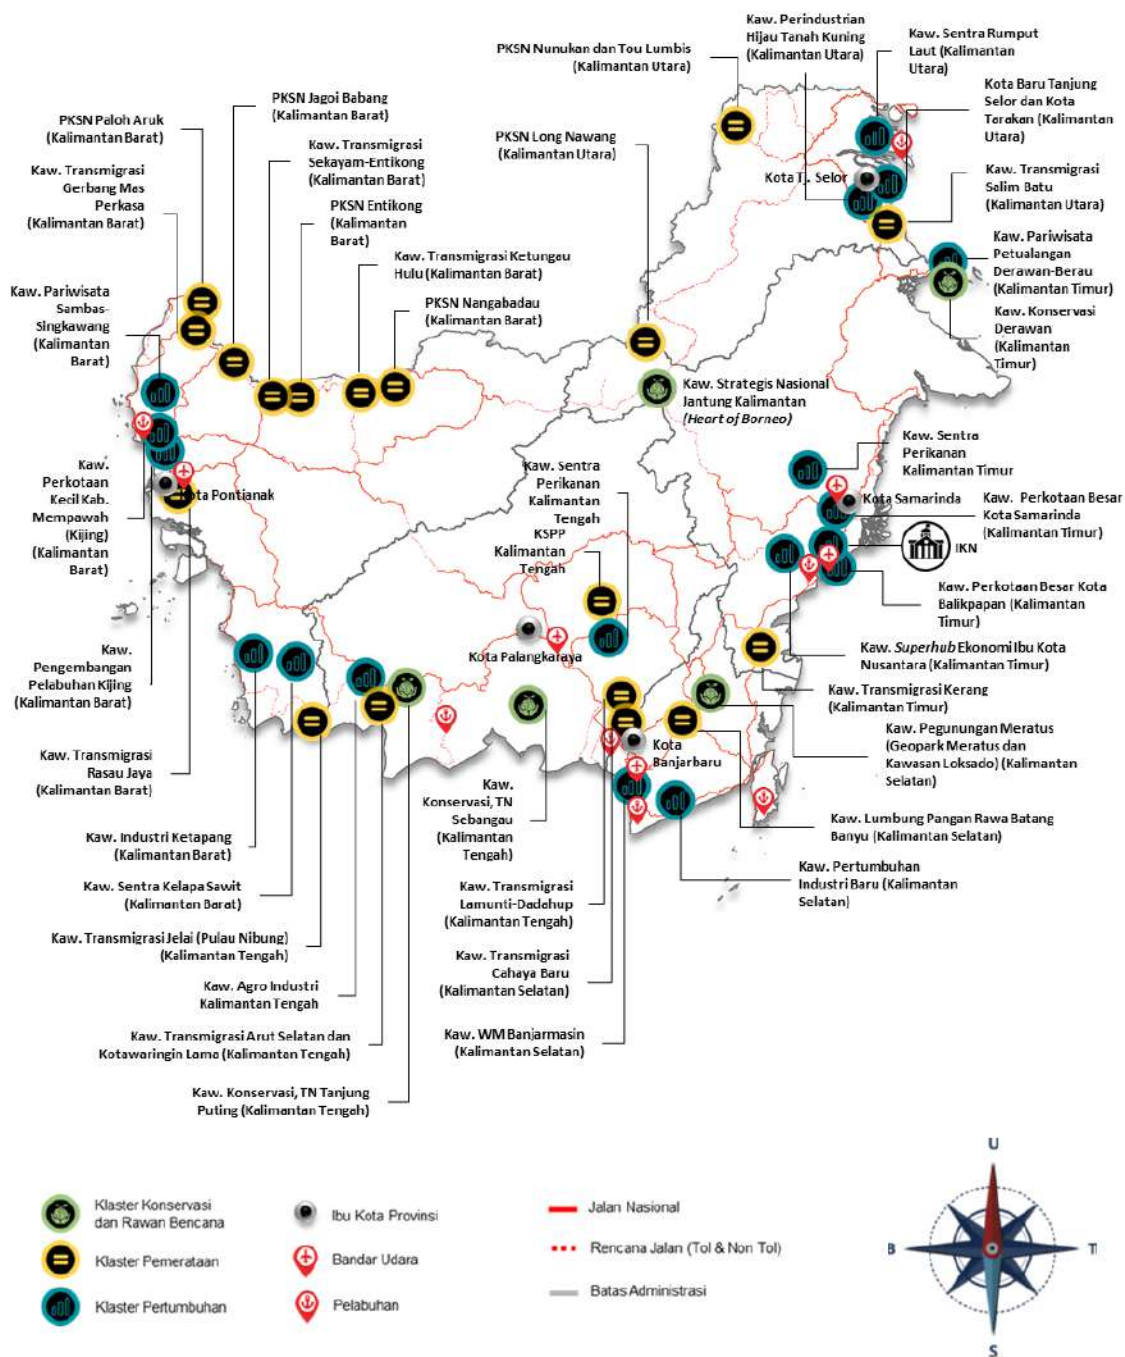 Kaw. Perindustrian
Hijau Tanah Kuning
(Kalimantan Utara)
Kaw. Sentra Rumput
Laut (Kalimantan
Utara)
PKSN Nunukan dan Tou Lumbis
(Kalimantan Utara)
Kota Baru Tanjung
Selor dan Kota
Tarakan (Kalimantan
Utara)
PKSN Jagoi Babang
(Kalimantan Barat)
PKSN Paloh Aruk
(Kalimantan Barat)
PKSN Long Nawang
(Kalimantan Utara)
Kaw. Transmigrasi
Sekayam-Entikong
(Kalimantan Barat)
Kaw. Transmigrasi
Gerbang Mas
Perkasa
(Kalimantan Barat)
Kota Tj. Selor
Kaw. Transmigrasi
Salim Batu
(Kalimantan Utara)
PKSN Entikong
(Kalimantan
Barat)
Kaw. Transmigrasi Ketungau
Hulu (Kalimantan Barat)
Kaw. Pariwisata
Petualangan
Derawan-Berau
(Kalimantan Timur)
Kaw. Pariwisata
Sambas-
Singkawang
(Kalimantan
Barat)
PKSN Nangabadau
(Kalimantan Barat)
Kaw. Konservasi
Derawan
(Kalimantan
Timur)
Kaw. Strategis Nasional
Jantung Kalimantan
(Heart of Borneo)
Kaw. Sentra
Perikanan
Kalimantan Timur
Kaw.
Perkotaan
Kecil Kab.
Mempawah
(Kijing)
(Kalimantan
Barat)
Kota Pontianak
Kaw. Sentra
Perikanan
Kalimantan
Tengah
KSPP
Kalimantan
Tengah
Kota Samarinda
Kaw. Perkotaan Besar
Kota Samarinda
(Kalimantan Timur)
IKN
Kaw. Perkotaan Besar Kota
Balikpapan (Kalimantan
Timur)
Kaw.
Pengembangan
Pelabuhan Kijing
(Kalimantan Barat)
Kota Palangkaraya
Kaw. Superhub Ekonomi Ibu Kota
Nusantara (Kalimantan Timur)
Kaw. Transmigrasi Kerang
(Kalimantan Timur)
Kaw. Transmigrasi
Rasau Jaya
(Kalimantan Barat)
Kota
Banjarbaru
Kaw. Pegunungan Meratus
(Geopark Meratus dan
Kawasan Loksado) (Kalimantan
Selatan)
Kaw.
Konservasi, TN
Sebangau
(Kalimantan
Tengah)
Kaw. Lumbung Pangan Rawa Batang
Banyu (Kalimantan Selatan)
Kaw. Industri Ketapang
(Kalimantan Barat)
Kaw. Pertumbuhan
Industri Baru (Kalimantan
Selatan)
Kaw. Sentra Kelapa Sawit
(Kalimantan Barat)
Kaw. Transmigrasi
Lamunti-Dadahup
(Kalimantan Tengah)
Kaw. Transmigrasi Jelai (Pulau Nibung)
(Kalimantan Tengah)
Kaw. Transmigrasi
Cahaya Baru
(Kalimantan Selatan)
Kaw. Agro Industri
Kalimantan Tengah
Kaw. Transmigrasi Arut Selatan dan
Kotawaringin Lama (Kalimantan Tengah)
Kaw. WM Banjarmasin
(Kalimantan Selatan)
Kaw. Konservasi, TN Tanjung
Puting (Kalimantan Tengah)
Klaster Konservasi
dan Rawan Bencana
Klaster Pemerataan
Klaster Pertumbuhan
Ibu Kota Provinsi
Bandar Udara
Pelabuhan
Jalan Nasional
Rencana Jalan (Tol & Non Tol)
Batas Administrasi
U
B
T
S